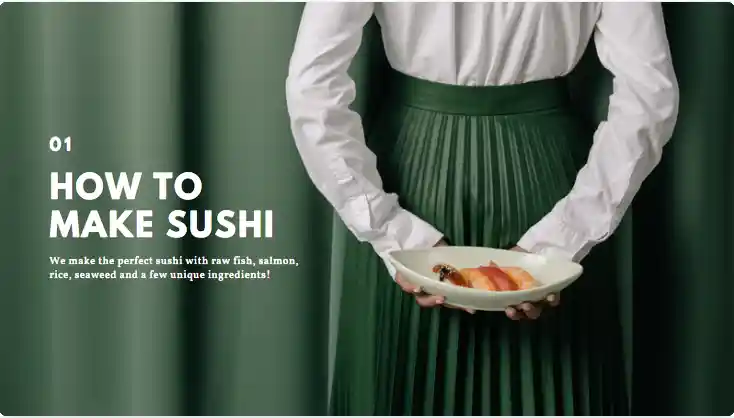 01
HOW TO
MAKE SUSHI
We make the perfect sushi with raw fish, salmon,
rice, seaweed and a few unique ingredients!